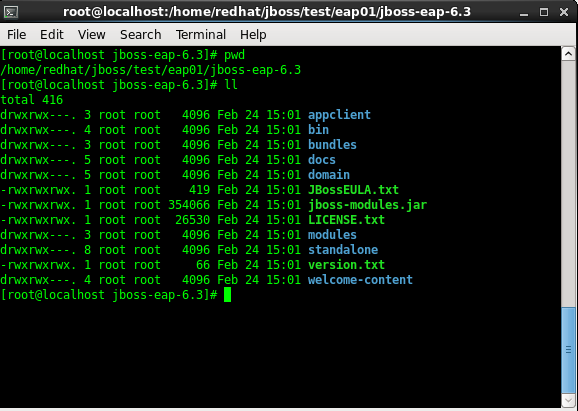 root@localhost:/home/redhat/jboss/test/eap01/jboss-eap-6.3
File Edit View Search Terminal Help
[root@localhost jboss-eap-6.3]# pwd
/home/redhat/jboss/test/eap01/jboss-eap-6.3
[root@localhost jboss-eap-6.3]# ll
total 416
drwxrwx---. 3 root root   4096 Feb 24 15:01 appclient
drwxrwx---. 4 root root   4096 Feb 24 15:01 bin
drwxrwx---. 3 root root   4096 Feb 24 15:01 bundles
drwxrwx---. 5 root root   4096 Feb 24 15:01 docs
drwxrwx---. 5 root root   4096 Feb 24 15:01 domain
-rwxrwxrwx. 1 root root    419 Feb 24 15:01 JBossEULA.txt
-rwxrwxrwx. 1 root root 354066 Feb 24 15:01 jboss-modules.jar
-rwxrwxrwx. 1 root root  26530 Feb 24 15:01 LICENSE.txt
drwxrwx---. 3 root root   4096 Feb 24 15:01 modules
drwxrwx---. 8 root root   4096 Feb 24 15:01 standalone
-rwxrwxrwx. 1 root root     66 Feb 24 15:01 version.txt
drwxrwx---. 4 root root   4096 Feb 24 15:01 welcome-content
[root@localhost jboss-eap-6.3]#